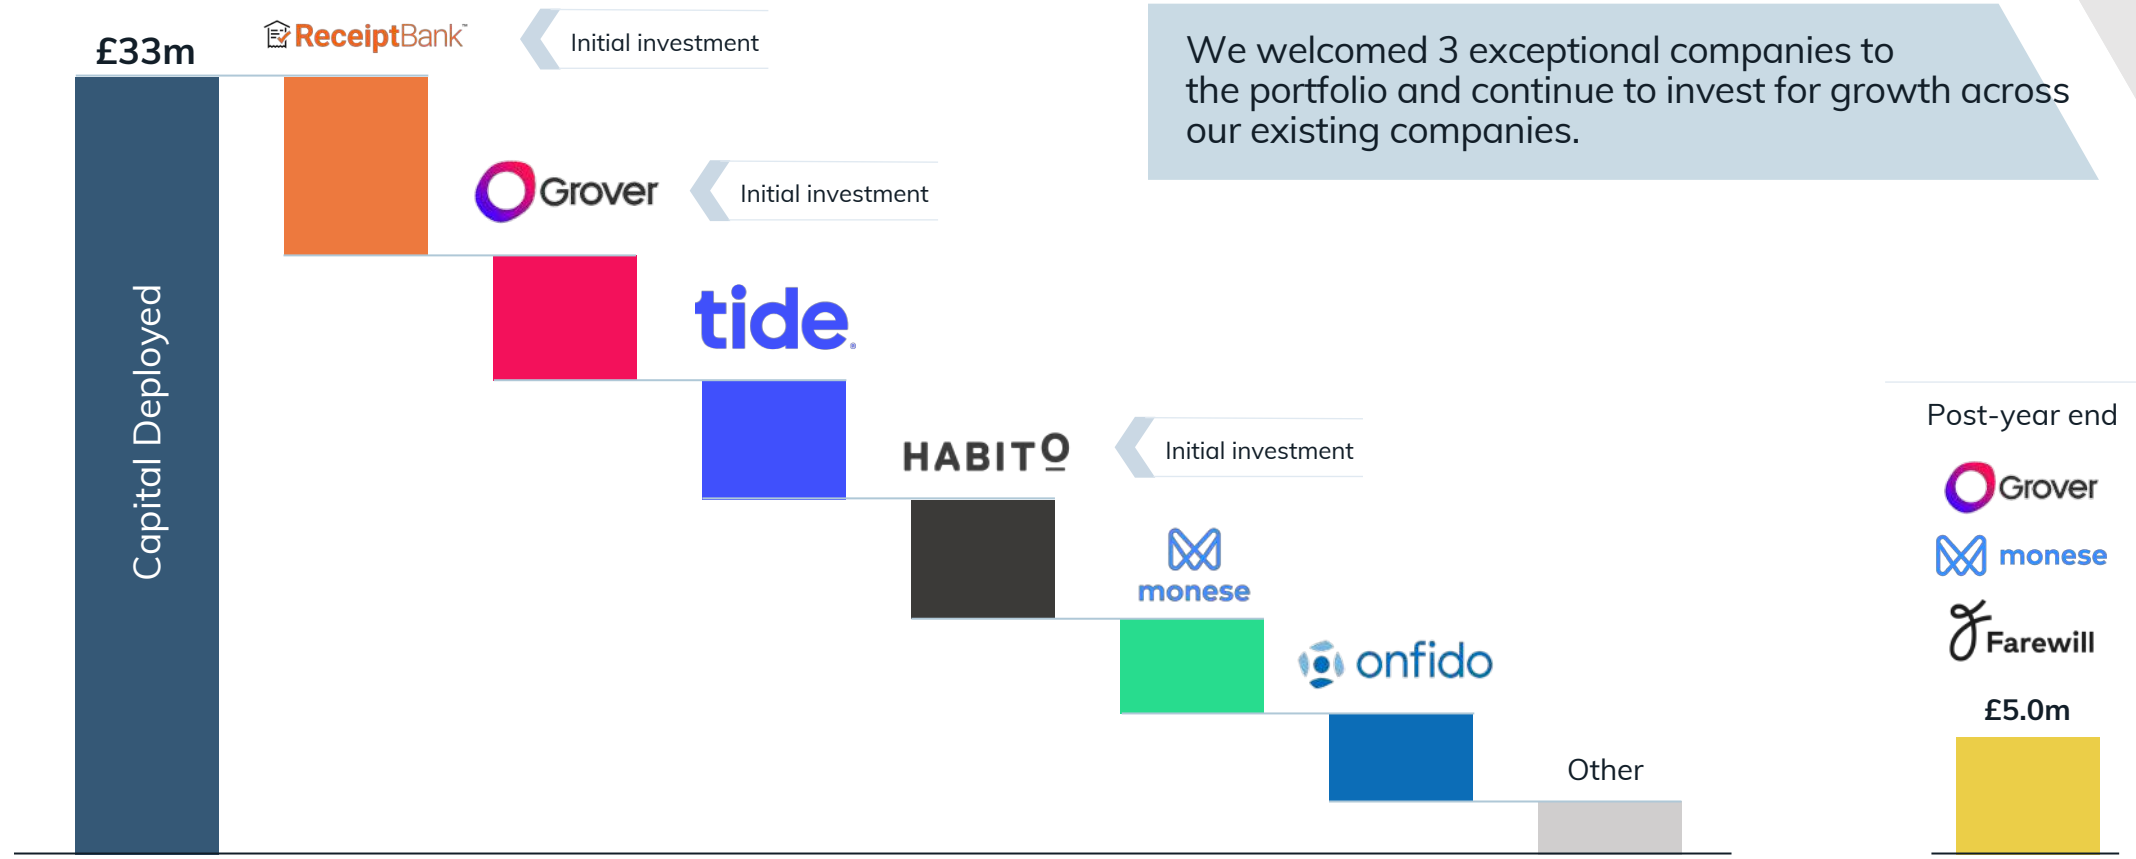 £33m
ReceiptBank™
Initial investment
We welcomed 3 exceptional companies to
the portfolio and continue to invest for growth across
our existing companies.
Grover
Initial investment
tide®
Capital Deployed
HABITO
Initial investment
monese
onfido
Other
Post-year end
Grover
monese
Farewill
£5.0m